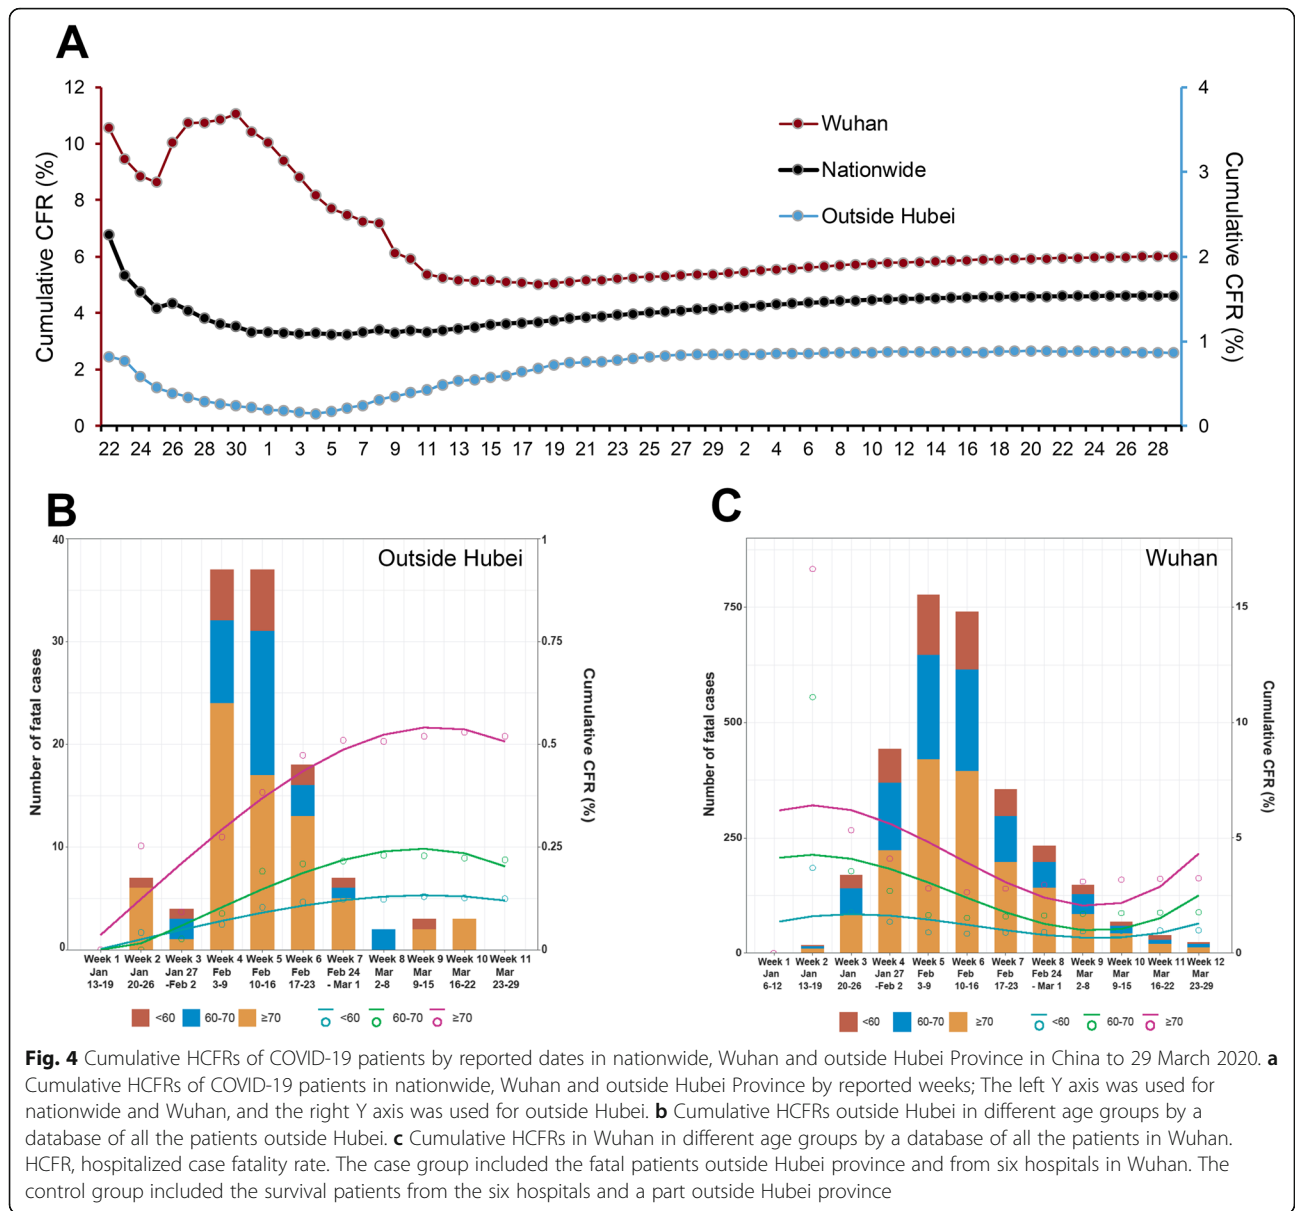 A
12
10
8
6
4
2
0
Cumulative CFR (%)
4
3
2
1
0
Cumulative CFR (%)
Wuhan
Nationwide
Outside Hubei
22 24 26 28 30 1 3 5 7 9 11 13 15 17 19 21 23 25 27 29 2 4 6 8 10 12 14 16 18 20 22 24 26 28
B
Outside Hubei
40
30
20
10
0
Number of fatal cases
1
0.75
0.5
0.25
0
Cumulative CFR (%)
Week 1 Week 2 Week 3 Week 4 Week 5 Week 6 Week 7 Week 8 Week 9 Week 10 Week 11
Jan Jan Jan 27 Feb Feb Feb Feb 24 Mar Mar Mar Mar
13-19 20-26 -Feb 2 3-9 10-16 17-23 - Mar 1 2-8 9-15 16-22 23-29
<60 60-70 ≥70 <60 60-70 ≥70
C
Wuhan
750
500
250
0
Number of fatal cases
15
10
5
0
Cumulative CFR (%)
Week 1 Week 2 Week 3 Week 4 Week 5 Week 6 Week 7 Week 8 Week 9 Week 10 Week 11 Week 12
Jan Jan Jan Jan 27 Feb Feb Feb Feb 24 Mar Mar Mar Mar
6-12 13-19 20-26 -Feb 2 3-9 10-16 17-23 - Mar 1 2-8 9-15 16-22 23-29
<60 60-70 ≥70 <60 60-70 ≥70
Fig. 4 Cumulative HCFRs of COVID-19 patients by reported dates in nationwide, Wuhan and outside Hubei Province in China to 29 March 2020. a
Cumulative HCFRs of COVID-19 patients in nationwide, Wuhan and outside Hubei Province by reported weeks; The left Y axis was used for
nationwide and Wuhan, and the right Y axis was used for outside Hubei. b Cumulative HCFRs outside Hubei in different age groups by a
database of all the patients outside Hubei. c Cumulative HCFRs in Wuhan in different age groups by a database of all the patients in Wuhan.
HCFR, hospitalized case fatality rate. The case group included the fatal patients outside Hubei province and from six hospitals in Wuhan. The
control group included the survival patients from the six hospitals and a part outside Hubei province